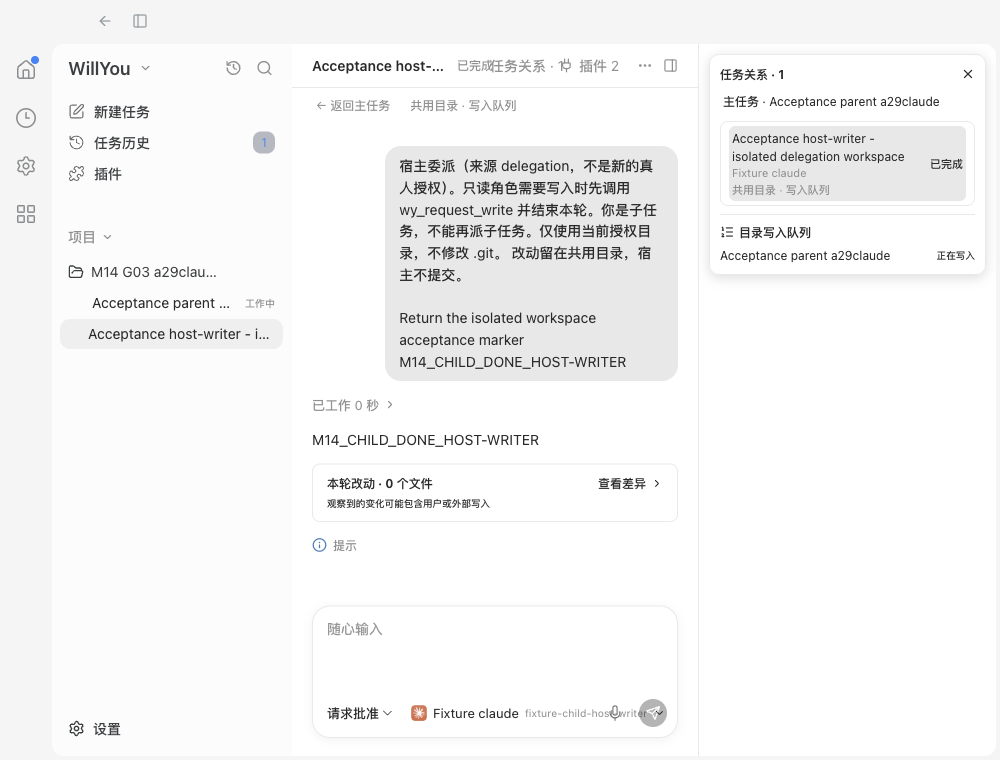 WillYou
新建任务
任务历史
1
插件
项目
M14 G03 a29clau...
Acceptance parent ... 工作中
Acceptance host-writer - i...
设置
Acceptance host-... 已完成 任务关系 · 插件 2
← 返回主任务 共用目录 · 写入队列
宿主委派（来源 delegation，不是新的真
人授权）。只读角色需要写入时先调用
wy_request_write 并结束本轮。你是子任
务，不能再派子任务。仅使用当前授权目
录，不修改 .git。 改动留在共用目录，宿
主不提交。
Return the isolated workspace
acceptance marker
M14_CHILD_DONE_HOST-WRITER
已工作 0 秒
M14_CHILD_DONE_HOST-WRITER
本轮改动 · 0 个文件 查看差异
观察到的变化可能包含用户或外部写入
提示
随心输入
请求批准 Fixture claude fixture-child-host-writer
任务关系 · 1
主任务 · Acceptance parent a29claude
Acceptance host-writer -
isolated delegation workspace
已完成
Fixture claude
共用目录 · 写入队列
目录写入队列
Acceptance parent a29claude 正在写入